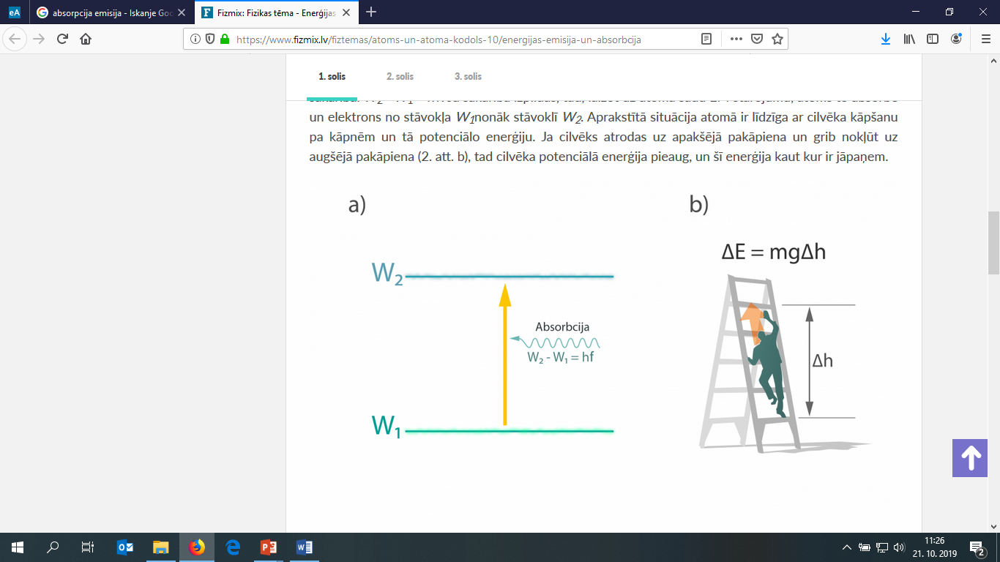 absorpcija emisija - Iskanje Goo
Fizmix: Fizikas tēma - Enerģijas
https://www.fizmix.lv/fiztemas/atoms-un-atoma-kodols-10/energijas-emisija-un-absorbcija
1. solis 2. solis 3. solis
un elektrons no stāvokļa W1nonāk stāvoklī W2. Aprakstītā situācija atomā ir līdzīga ar cilvēka kāpšanu
pa kāpnēm un tā potenciālo enerģiju. Ja cilvēks atrodas uz apakšējā pakāpiena un grib nokļūt uz
augšējā pakāpiena (2. att. b), tad cilvēka potenciālā enerģija pieaug, un šī enerģija kaut kur ir jāpaņem.
a)
b)
ΔE = mgΔh
W2
Absorbcija
W2 - W1 = hf
Δh
W1
11:26
21. 10. 2019
2